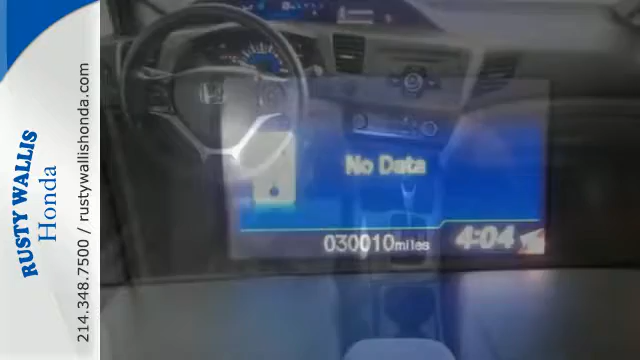 RUSTY WALLIS
Honda
214.348.7500 / rustywallishonda.com
No Data
030010miles
4:04